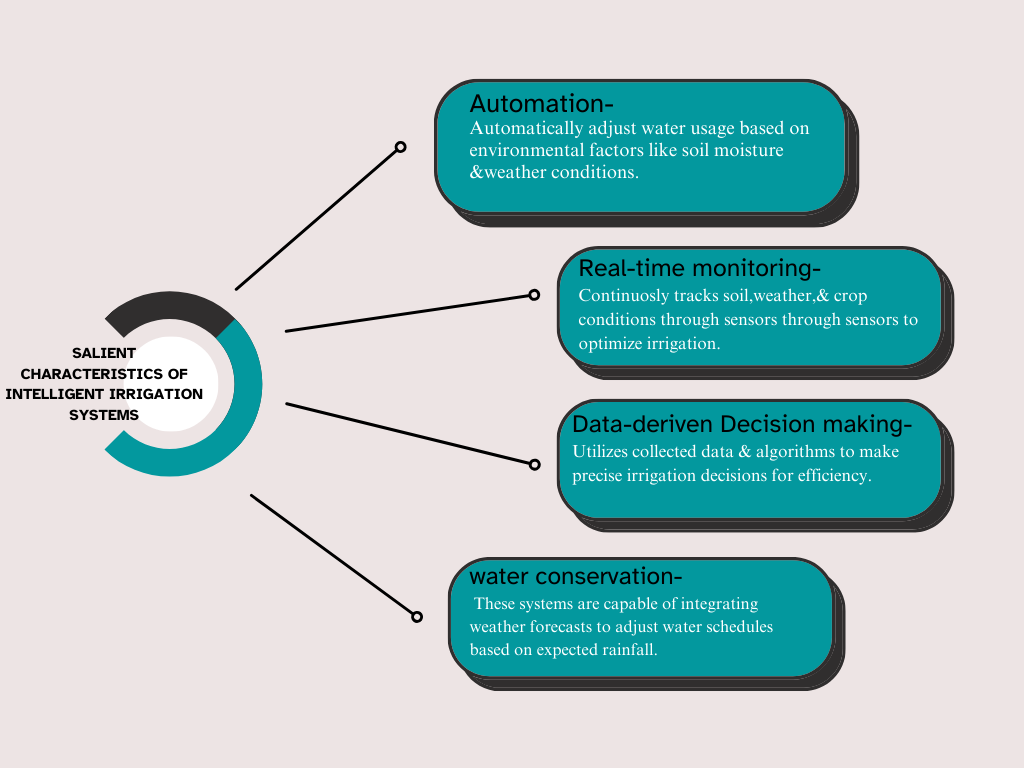 Automation-
Automatically adjust water usage based on
environmental factors like soil moisture
&weather conditions.
Real-time monitoring-
Continuosly tracks soil,weather,& crop
conditions through sensors through sensors to
optimize irrigation.
SALIENT
CHARACTERISTICS OF
INTELLIGENT IRRIGATION
SYSTEMS
Data-deriven Decision making-
Utilizes collected data & algorithms to make
precise irrigation decisions for efficiency.
water conservation-
These systems are capable of integrating
weather forecasts to adjust water schedules
based on expected rainfall.